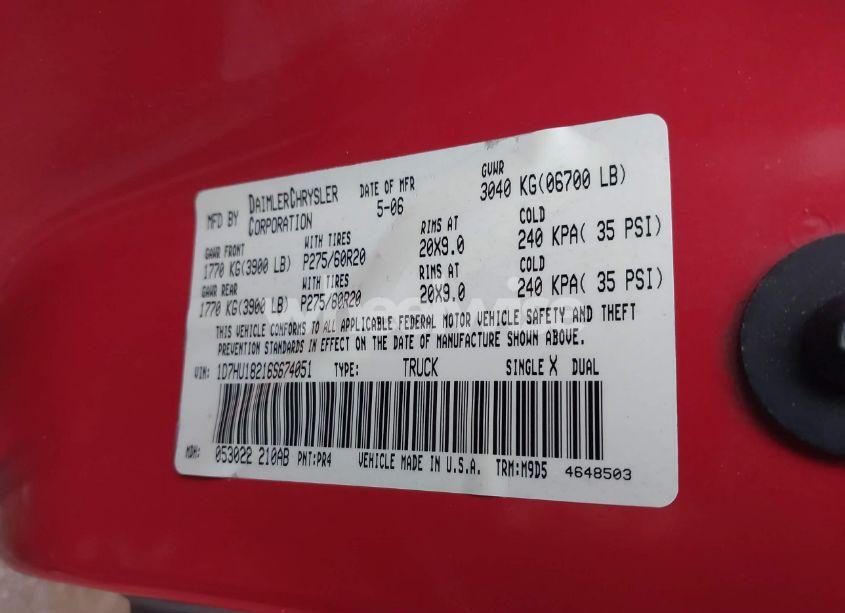 MFD BY DAIMLERCHRYSLER CORPORATION DATE OF MFR 5-06 GVWR 3040 KG(06700 LB)
GAWR FRONT WITH TIRES RIMS AT COLD
1770 KG(3900 LB) P275/60R20 20X9.0 240 KPA( 35 PSI)
GAWR REAR WITH TIRES RIMS AT COLD
1770 KG(3900 LB) P275/60R20 20X9.0 240 KPA( 35 PSI)
THIS VEHICLE CONFORMS TO ALL APPLICABLE FEDERAL MOTOR VEHICLE SAFETY AND THEFT
PREVENTION STANDARDS IN EFFECT ON THE DATE OF MANUFACTURE SHOWN ABOVE.
VIN: 1D7HU18216S674051 TYPE: TRUCK SINGLE X DUAL
MDH: 053022 210AB PNT:PR4 VEHICLE MADE IN U.S.A. TRM:M9D5 4648503